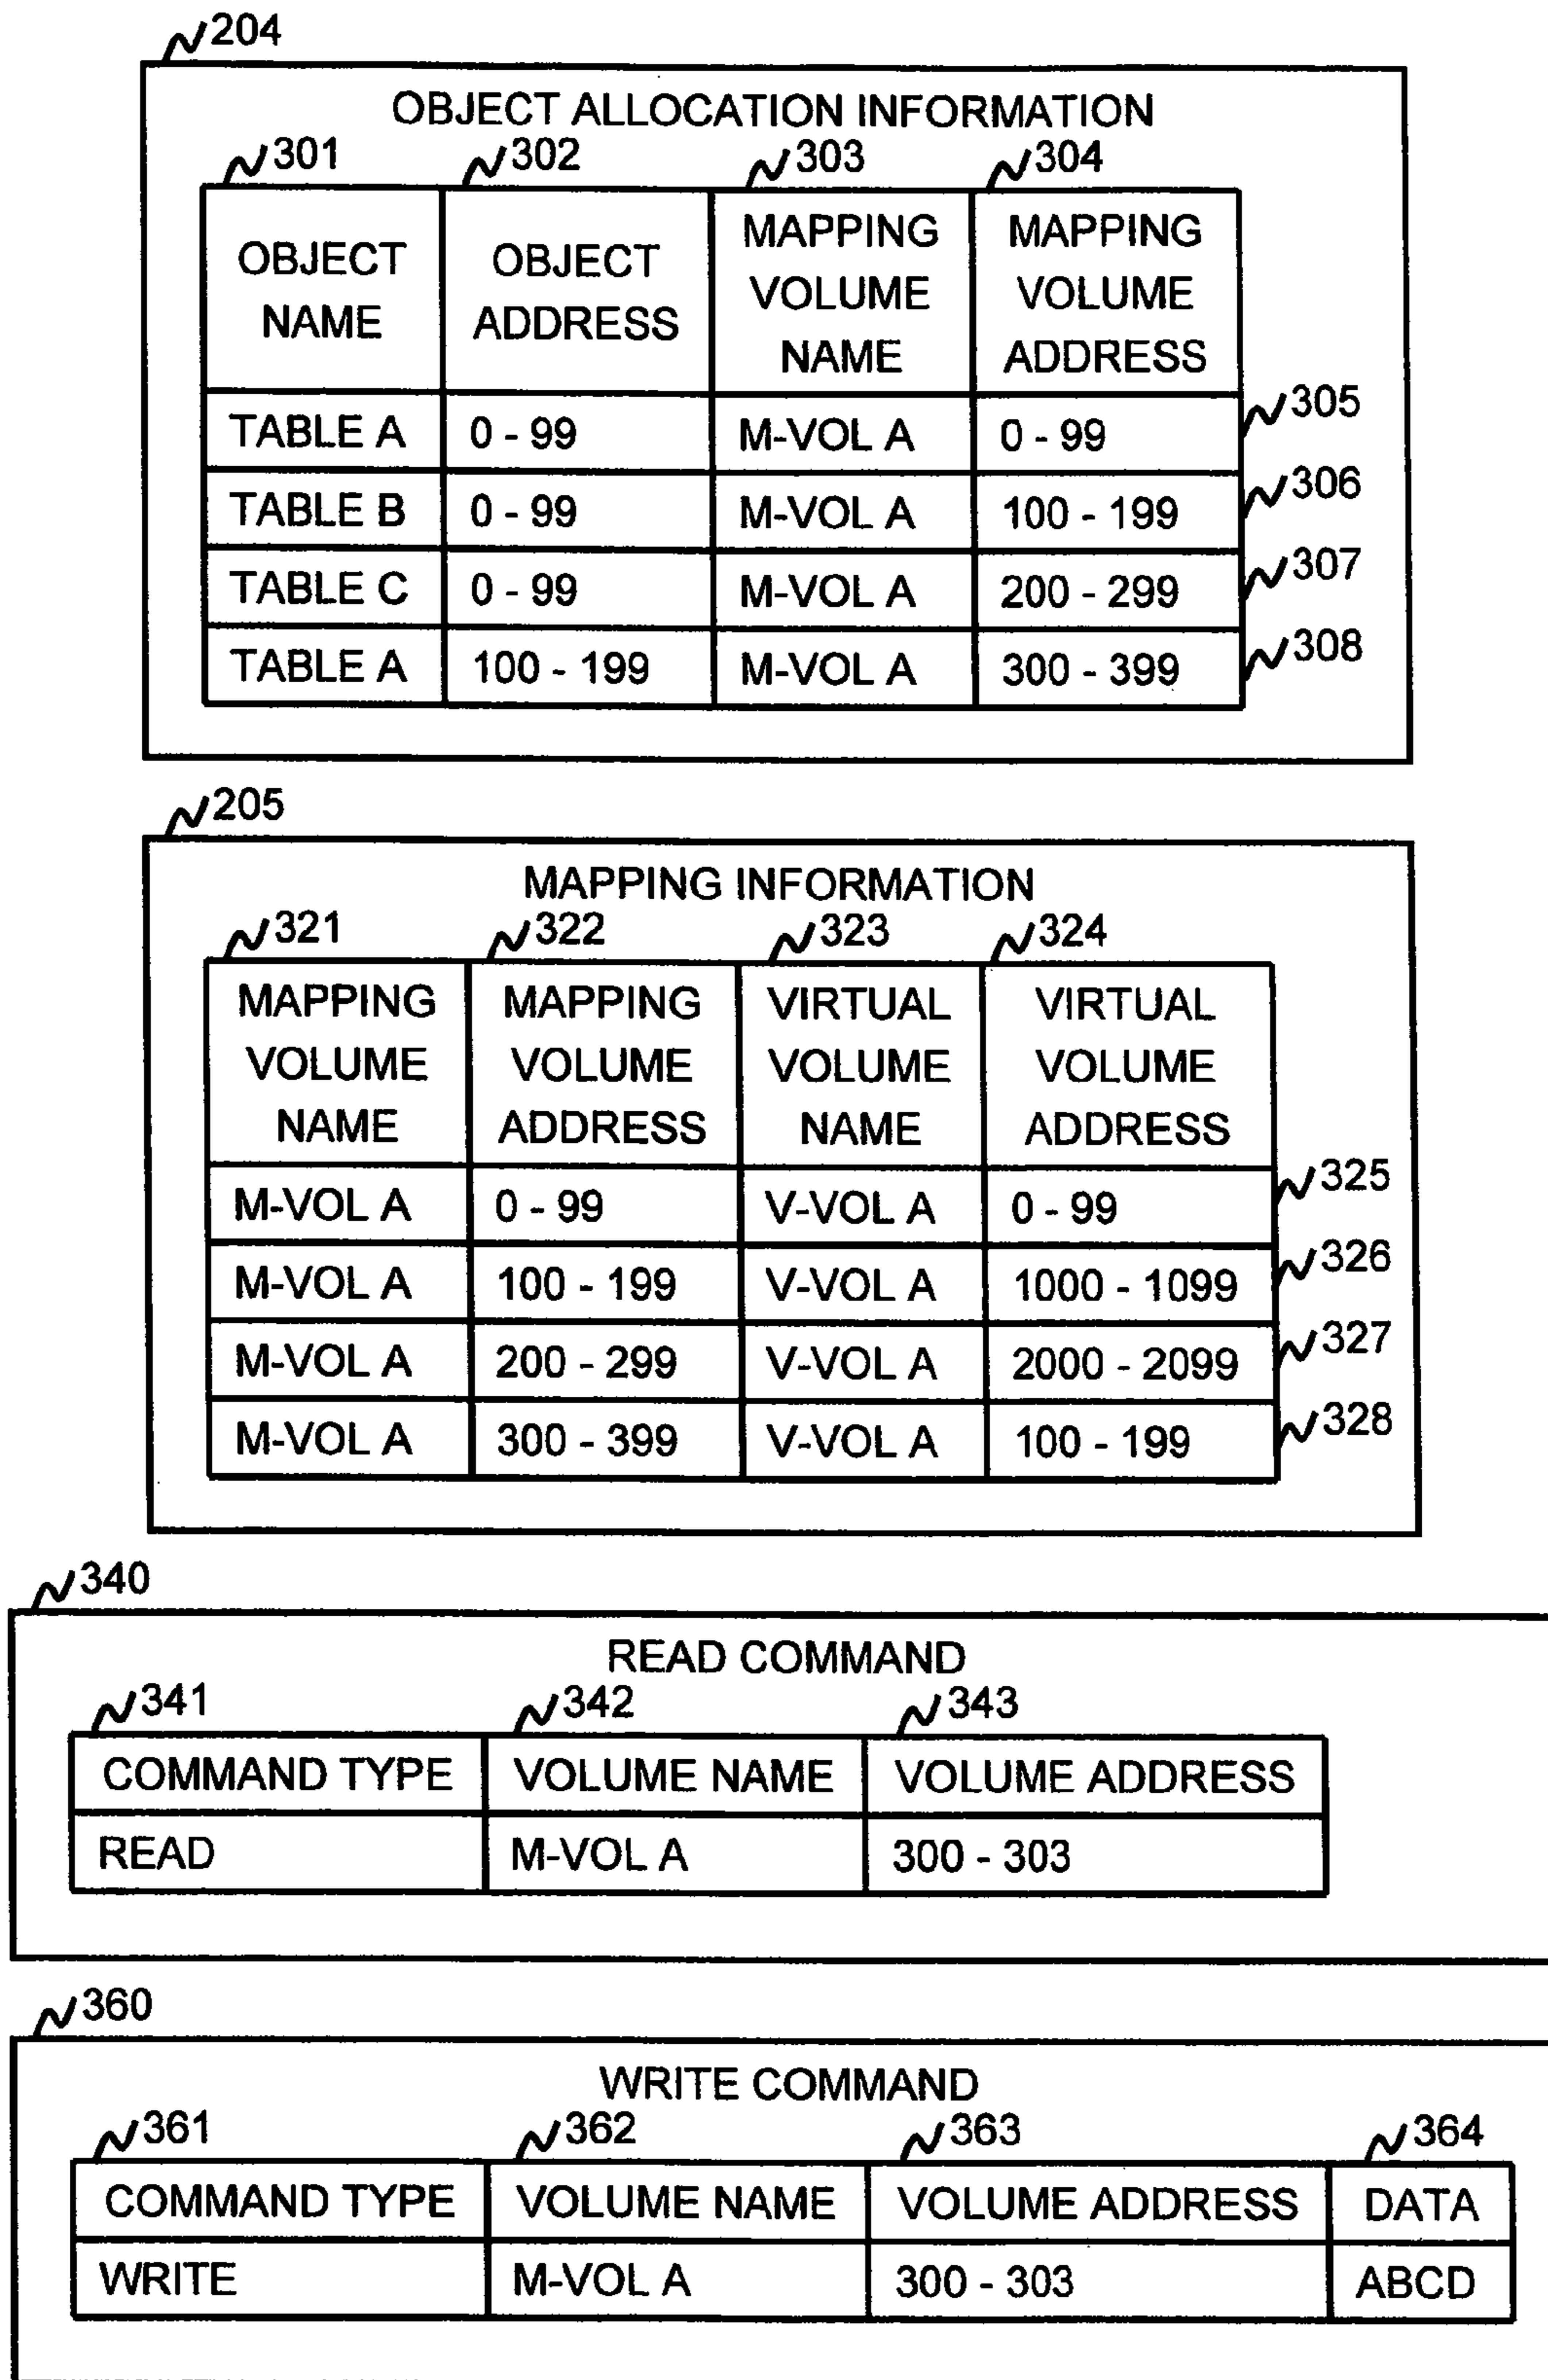 204
OBJECT ALLOCATION INFORMATION
301 302 303 304
OBJECT NAME OBJECT ADDRESS MAPPING VOLUME NAME MAPPING VOLUME ADDRESS
TABLE A 0 - 99 M-VOL A 0 - 99 305
TABLE B 0 - 99 M-VOL A 100 - 199 306
TABLE C 0 - 99 M-VOL A 200 - 299 307
TABLE A 100 - 199 M-VOL A 300 - 399 308
205
MAPPING INFORMATION
321 322 323 324
MAPPING VOLUME NAME MAPPING VOLUME ADDRESS VIRTUAL VOLUME NAME VIRTUAL VOLUME ADDRESS
M-VOL A 0 - 99 V-VOL A 0 - 99 325
M-VOL A 100 - 199 V-VOL A 1000 - 1099 326
M-VOL A 200 - 299 V-VOL A 2000 - 2099 327
M-VOL A 300 - 399 V-VOL A 100 - 199 328
340
READ COMMAND
341 342 343
COMMAND TYPE VOLUME NAME VOLUME ADDRESS
READ M-VOL A 300 - 303
360
WRITE COMMAND
361 362 363 364
COMMAND TYPE VOLUME NAME VOLUME ADDRESS DATA
WRITE M-VOL A 300 - 303 ABCD